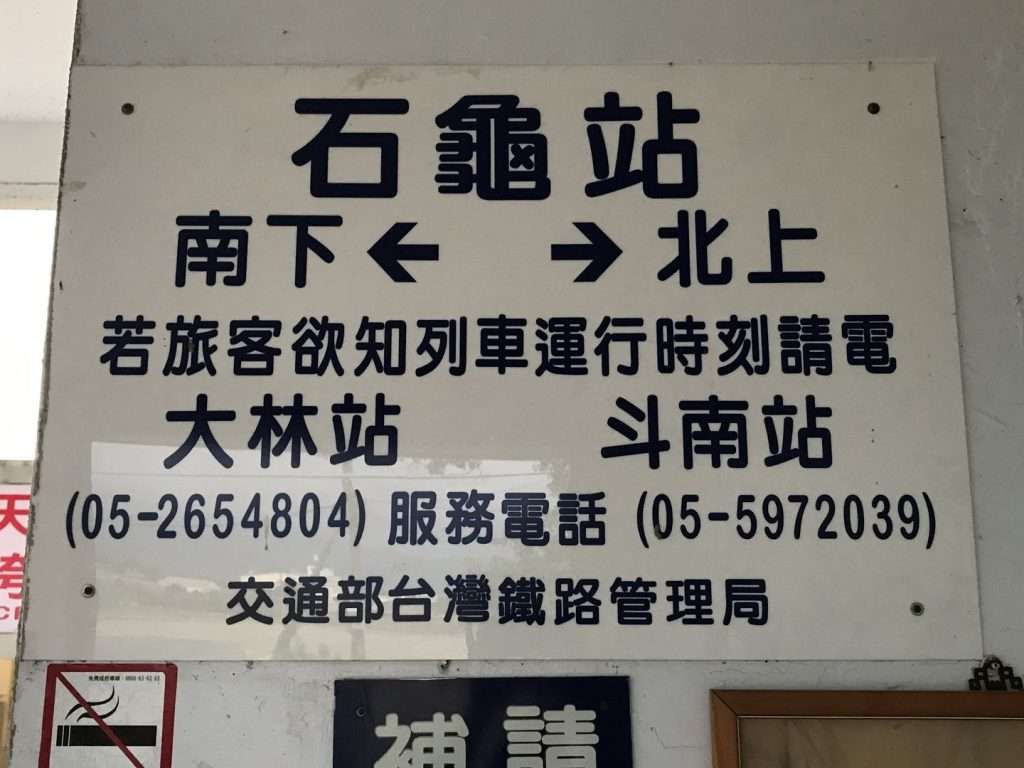 石龜站
南下← →北上
若旅客欲知列車運行時刻請電
大林站 斗南站
(05-2654804) 服務電話 (05-5972039)
交通部台灣鐵路管理局
天
補請